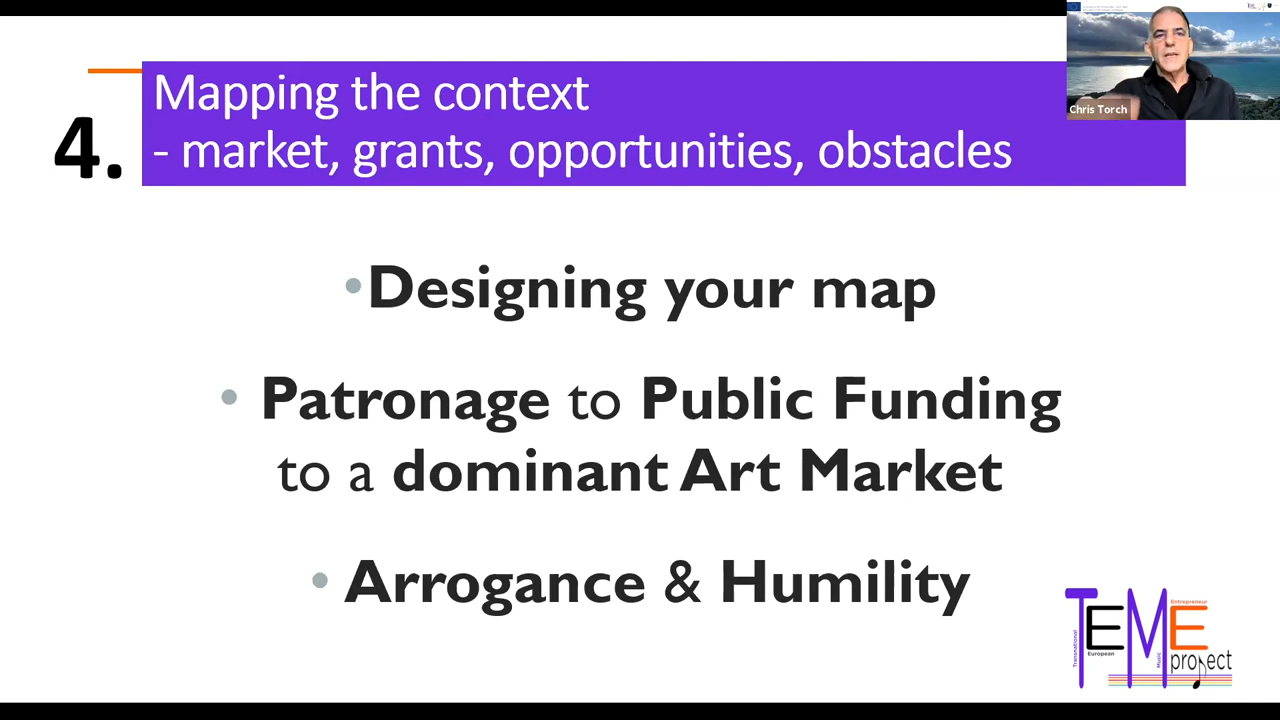 4.
Mapping the context
- market, grants, opportunities, obstacles
Chris Torch
•Designing your map
• Patronage to Public Funding
to a dominant Art Market
• Arrogance & Humility
TEME
project
Transnational
European
Music
Entrepreneur